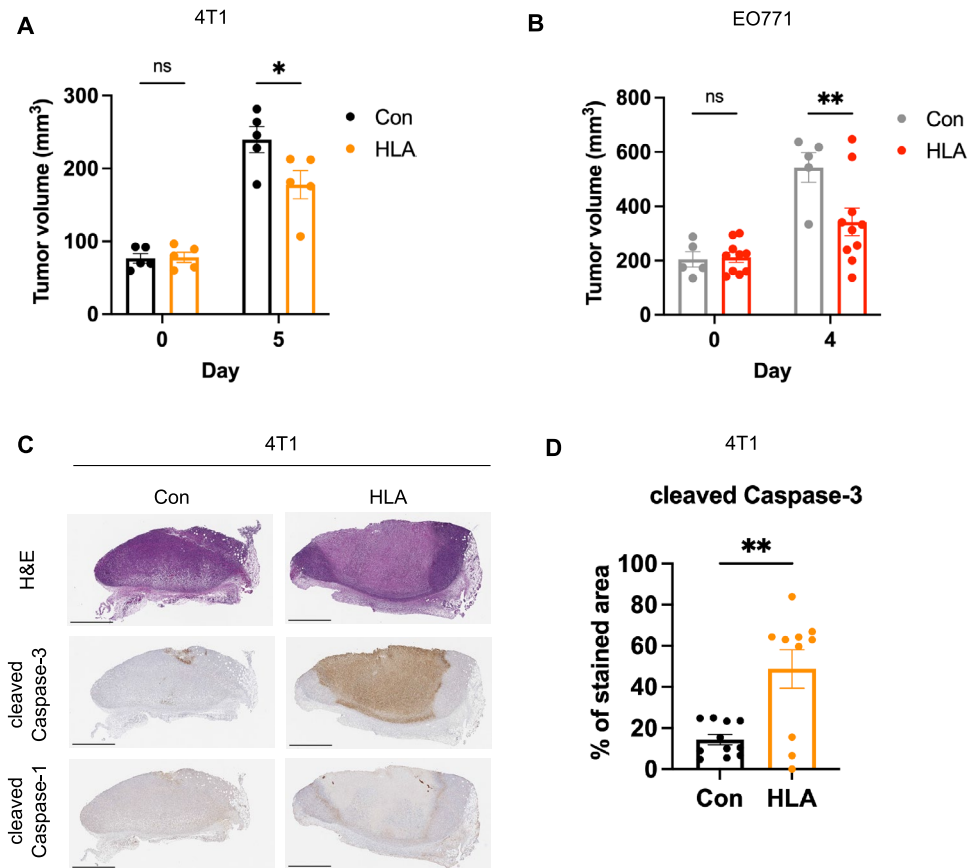 A
4T1
ns
*
Tumor volume (mm³)
300
200
100
0
0
5
Day
Con
HLA
B
EO771
ns
**
Tumor volume (mm³)
800
600
400
200
0
0
4
Day
Con
HLA
C
4T1
Con
HLA
H&E
cleaved
Caspase-3
cleaved
Caspase-1
D
4T1
cleaved Caspase-3
**
% of stained area
100
80
60
40
20
0
Con
HLA